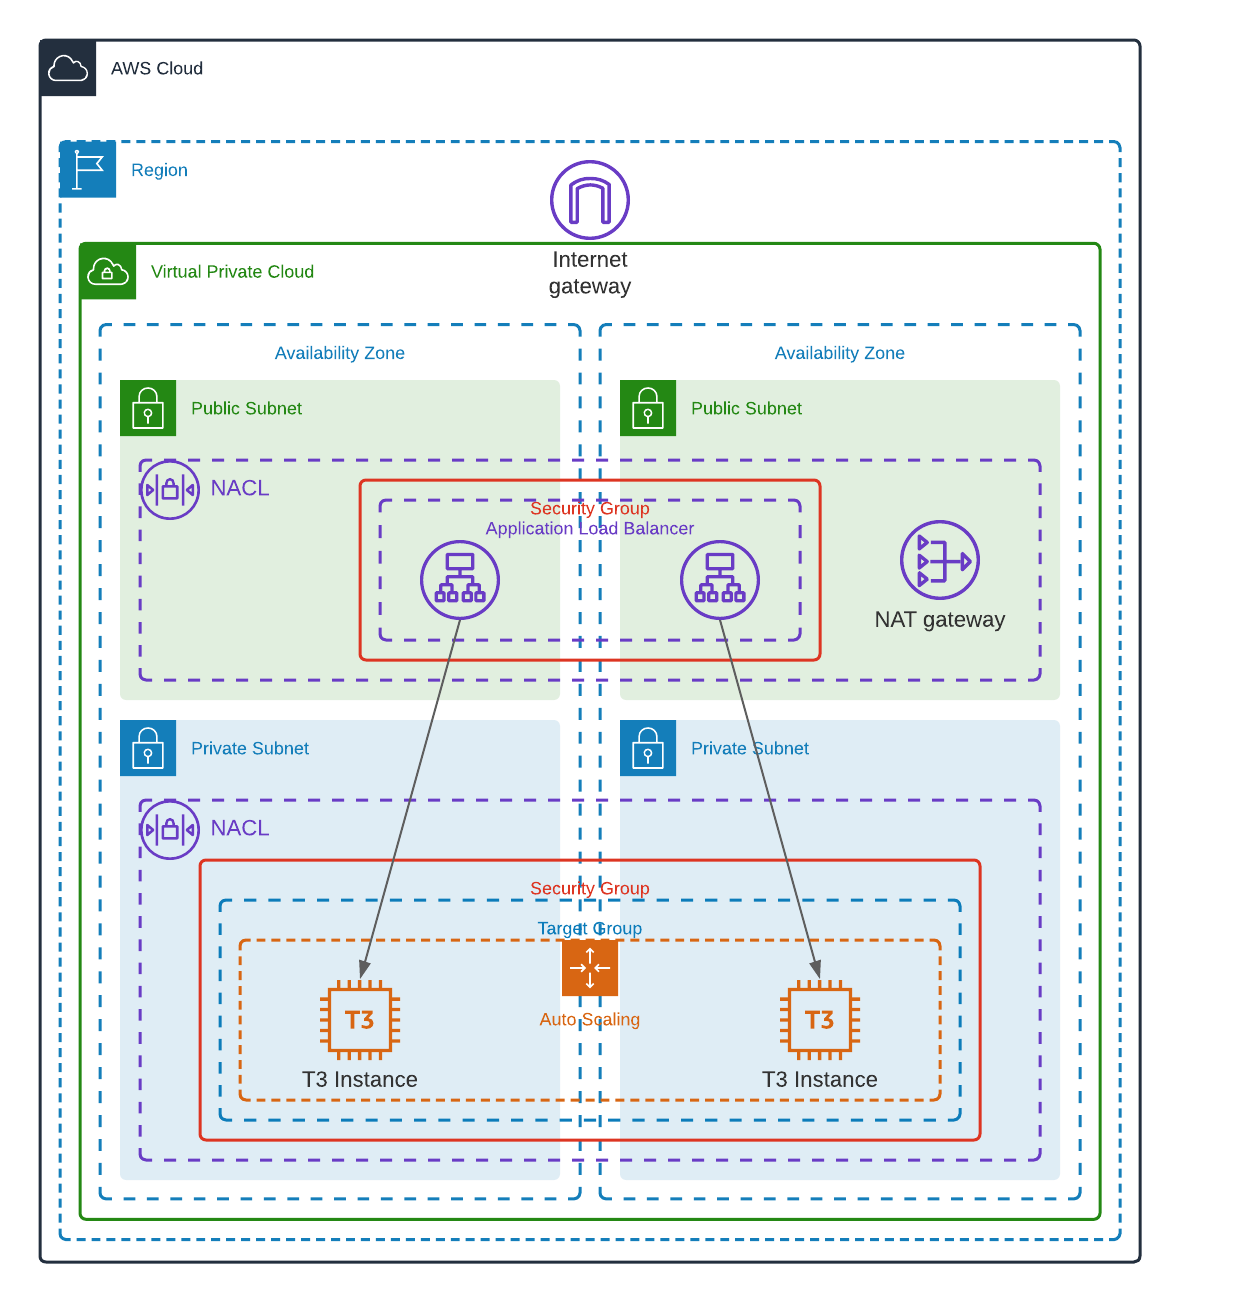 AWS Cloud
Region
Internet
gateway
Virtual Private Cloud
Availability Zone
Availability Zone
Public Subnet
Public Subnet
NACL
Security Group
Application Load Balancer
NAT gateway
Private Subnet
Private Subnet
NACL
Security Group
Target Group
T3
T3
Auto Scaling
T3 Instance
T3 Instance